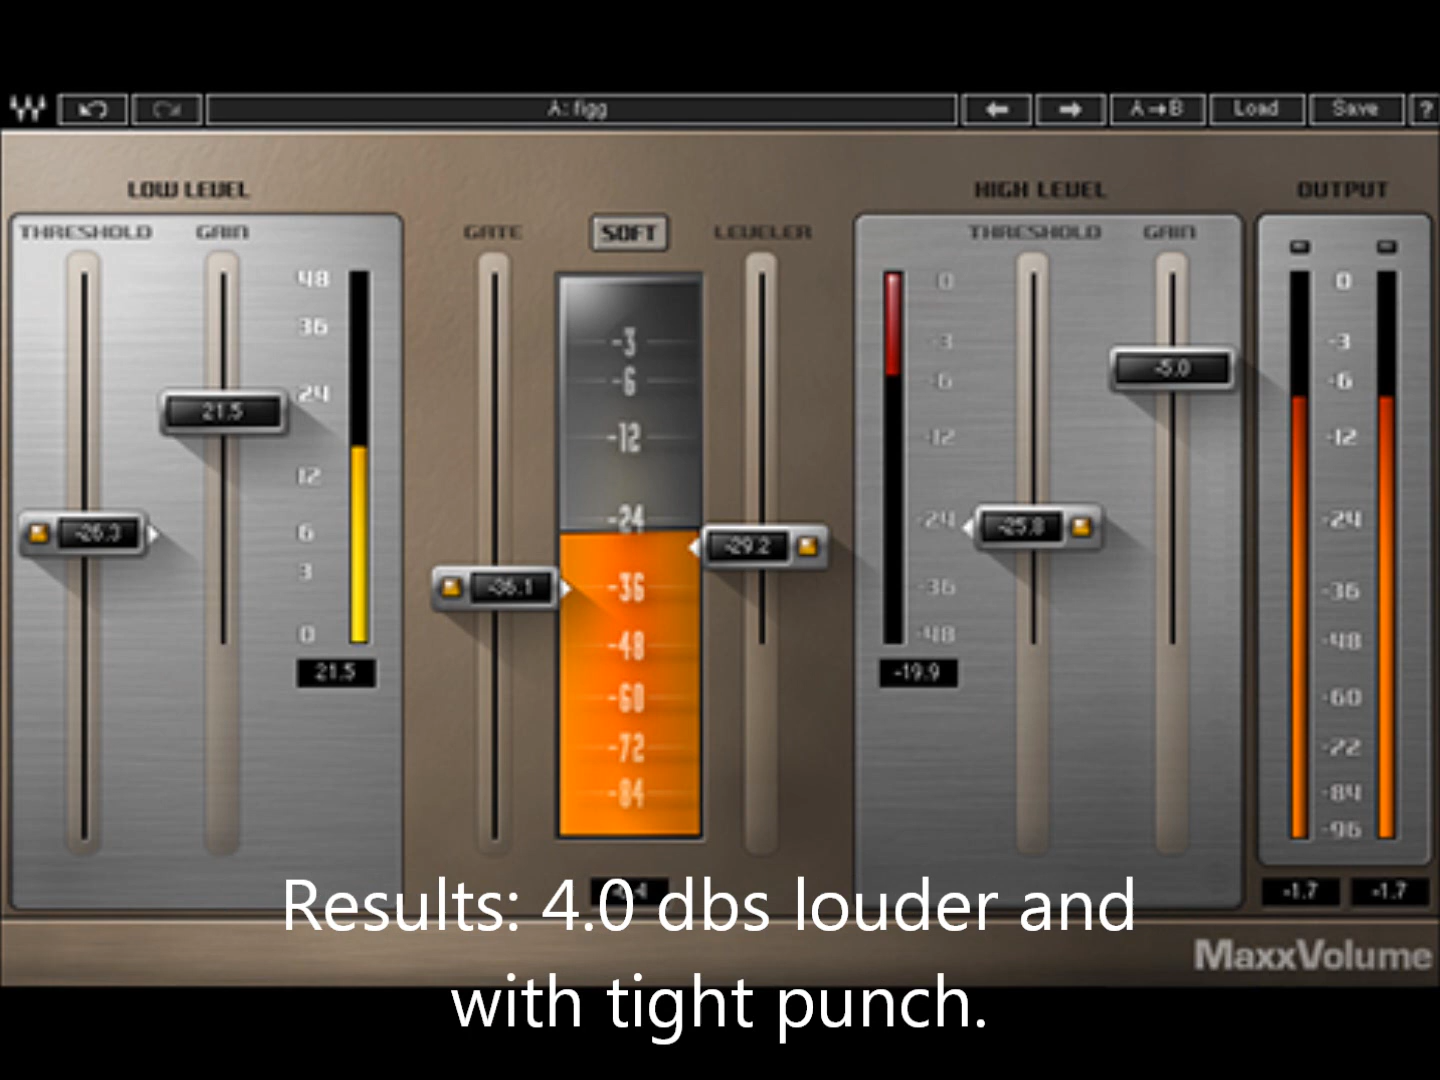 A: figg
A→B
Load
Save
?
LOW LEVEL
HIGH LEVEL
OUTPUT
THRESHOLD
GAIN
GATE
SOFT
LEVELER
THRESHOLD
GAIN
48
36
24
12
6
3
0
21.5
-26.3
21.5
-36.1
-3
-6
-12
-24
-36
-48
-60
-72
-84
-29.2
0
-3
-6
-12
-24
-36
-48
-19.9
-25.8
-5.0
0
-3
-6
-12
-24
-36
-48
-60
-72
-84
-96
-1.7
-1.7
Results: 4.0 dbs louder and
with tight punch.
MaxxVolume